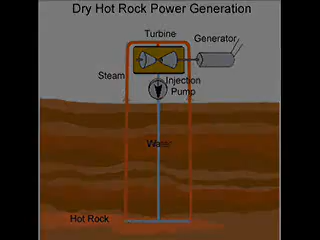 Dry Hot Rock Power Generation
Turbine
Generator
Steam
Injection
Pump
Water
Hot Rock